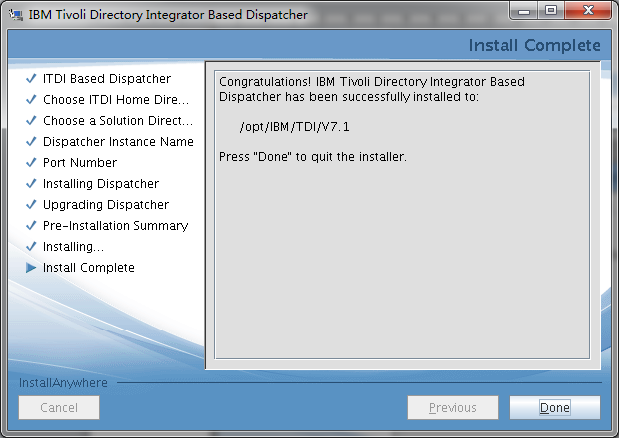 IBM Tivoli Directory Integrator Based Dispatcher
Install Complete
ITDI Based Dispatcher
Choose ITDI Home Dire...
Choose a Solution Direct...
Dispatcher Instance Name
Port Number
Installing Dispatcher
Upgrading Dispatcher
Pre-Installation Summary
Installing...
Install Complete
Congratulations! IBM Tivoli Directory Integrator Based
Dispatcher has been successfully installed to:
/opt/IBM/TDI/V7.1
Press "Done" to quit the installer.
InstallAnywhere
Cancel
Previous
Done